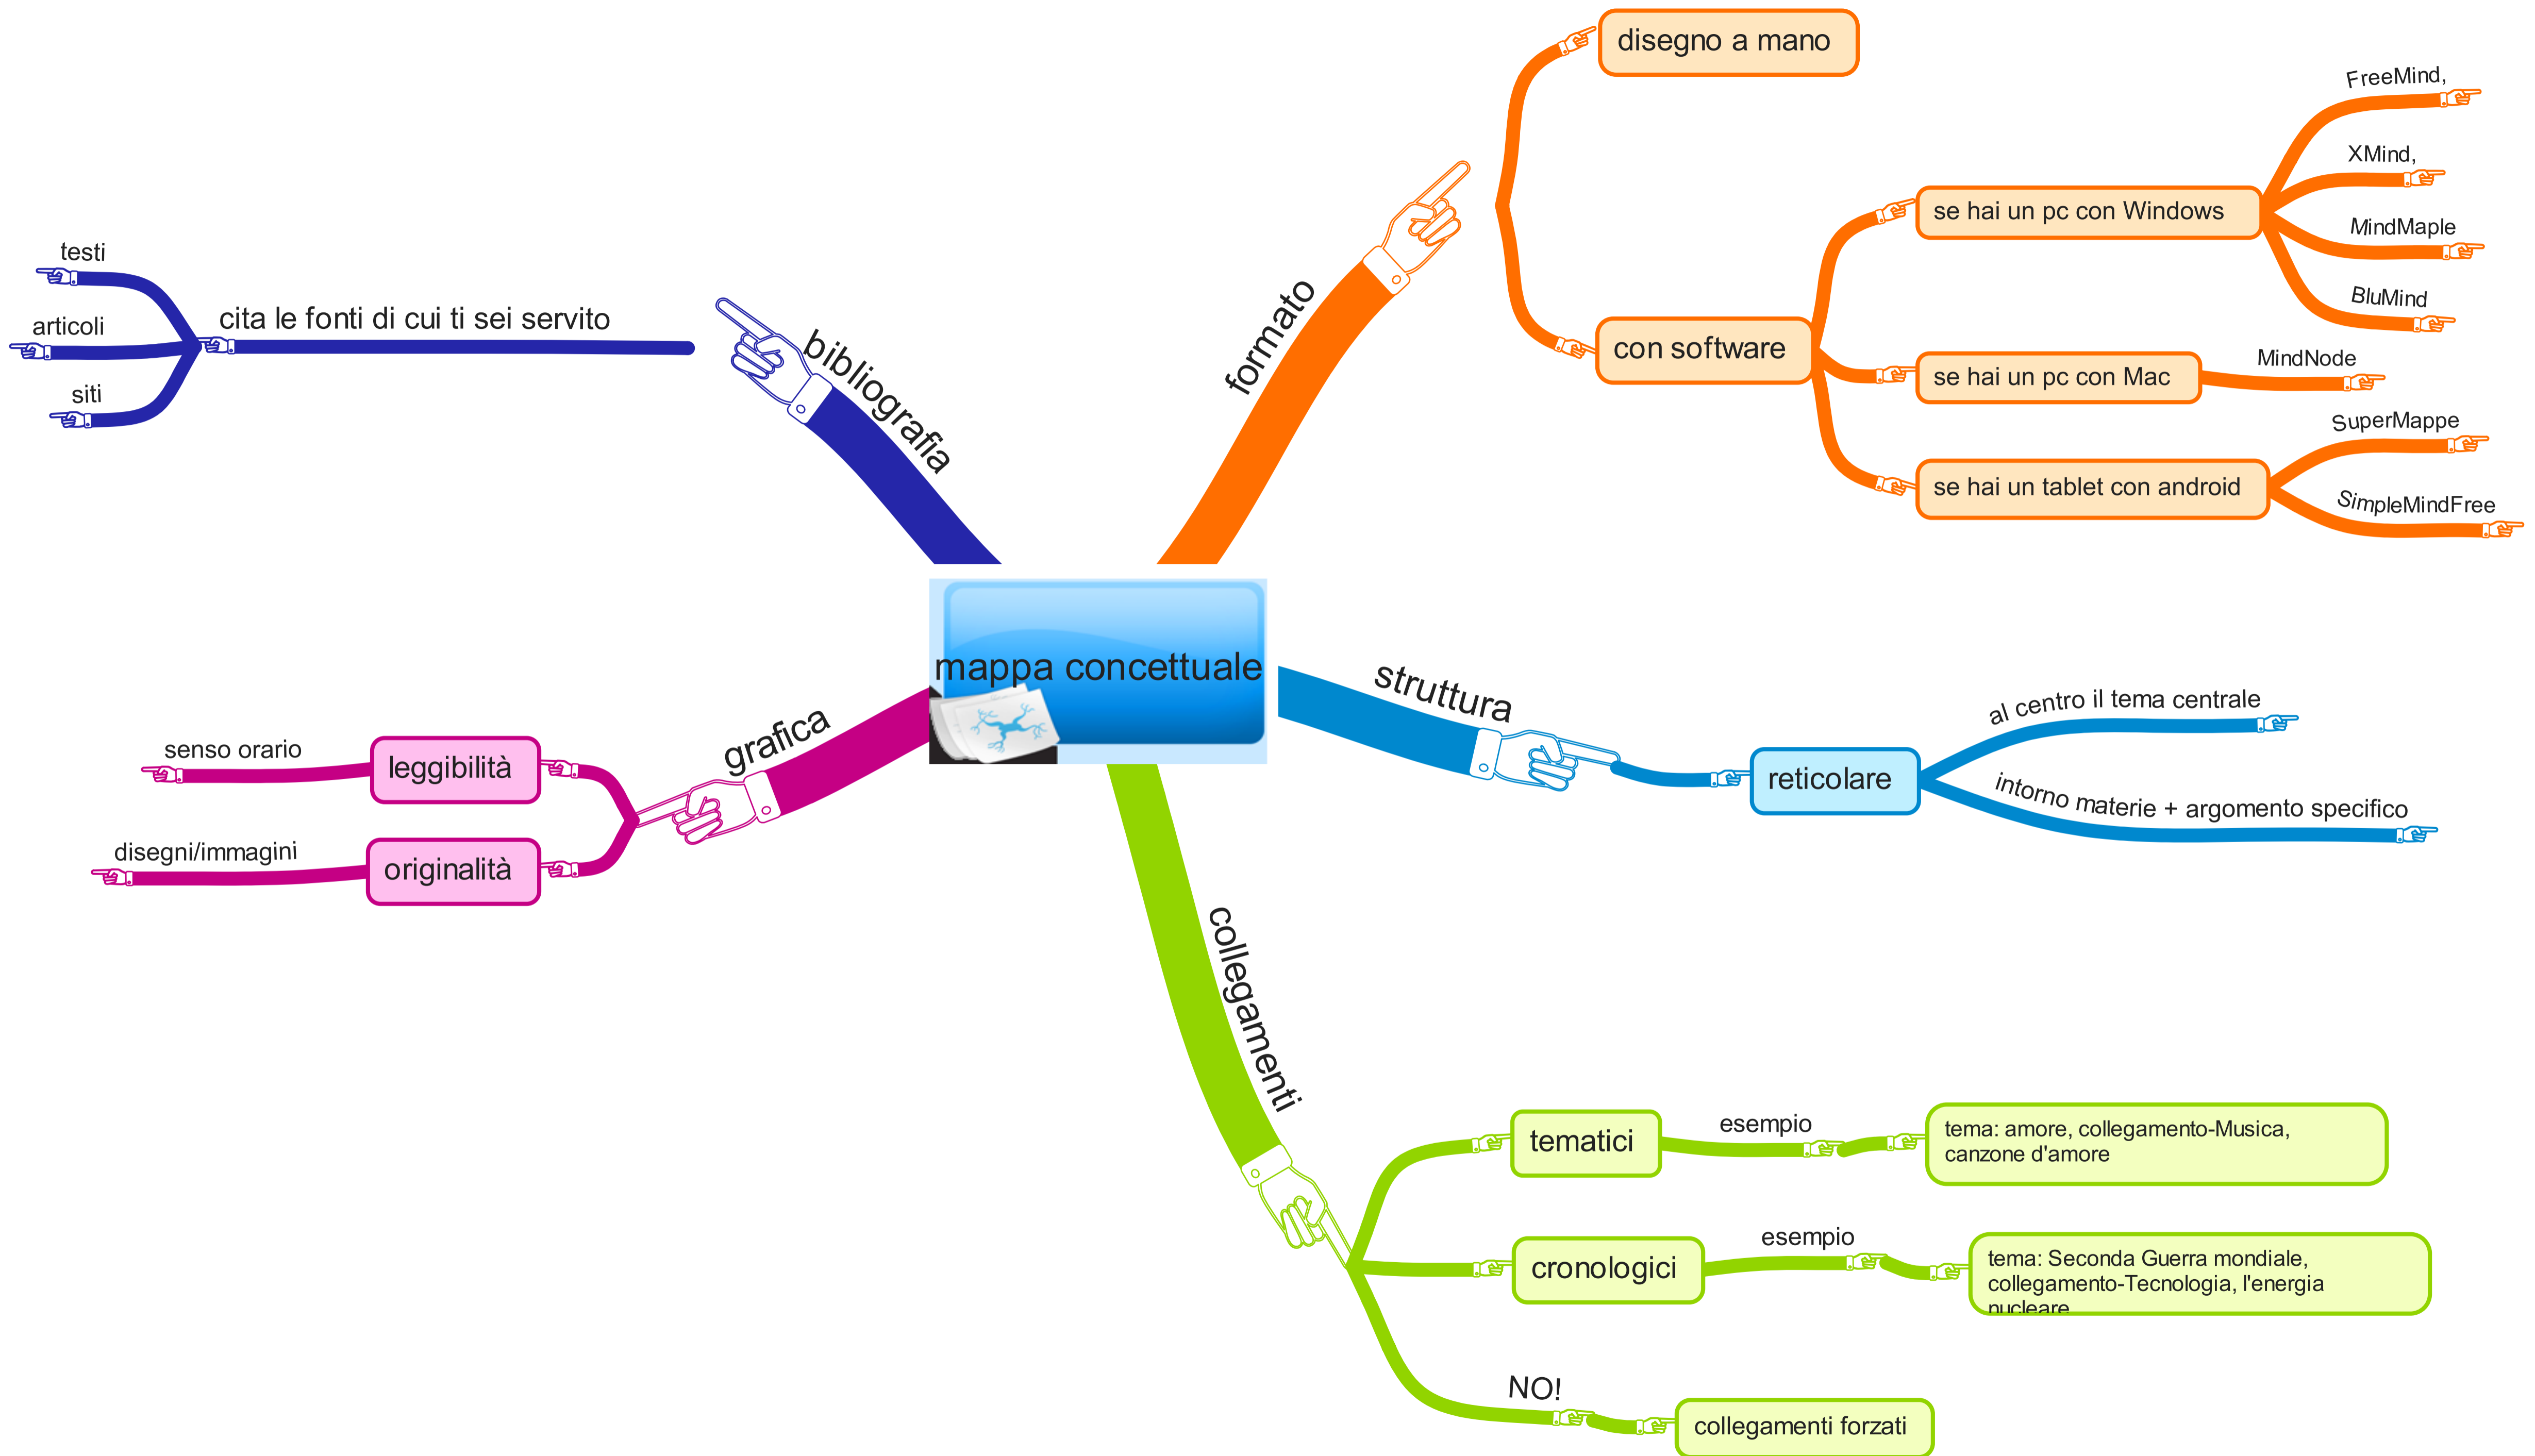 mappa concettuale
formato
disegno a mano
con software
se hai un pc con Windows
FreeMind,
XMind,
MindMaple
BluMind
se hai un pc con Mac
MindNode
se hai un tablet con android
SuperMappe
SimpleMindFree
struttura
reticolare
al centro il tema centrale
intorno materie + argomento specifico
collegamenti
tematici
esempio
tema: amore, collegamento-Musica,
canzone d'amore
cronologici
esempio
tema: Seconda Guerra mondiale,
collegamento-Tecnologia, l'energia
nucleare
NO!
collegamenti forzati
grafica
leggibilità
senso orario
originalità
disegni/immagini
bibliografia
cita le fonti di cui ti sei servito
testi
articoli
siti